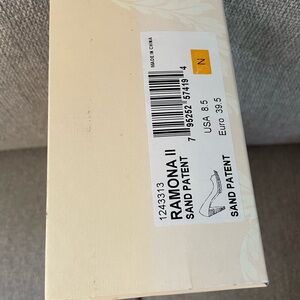 1243313
RAMONA II
SAND PATENT
7 95252 57419 4
MADE IN CHINA
N
USA 8.5
Euro 39.5
SAND PATENT